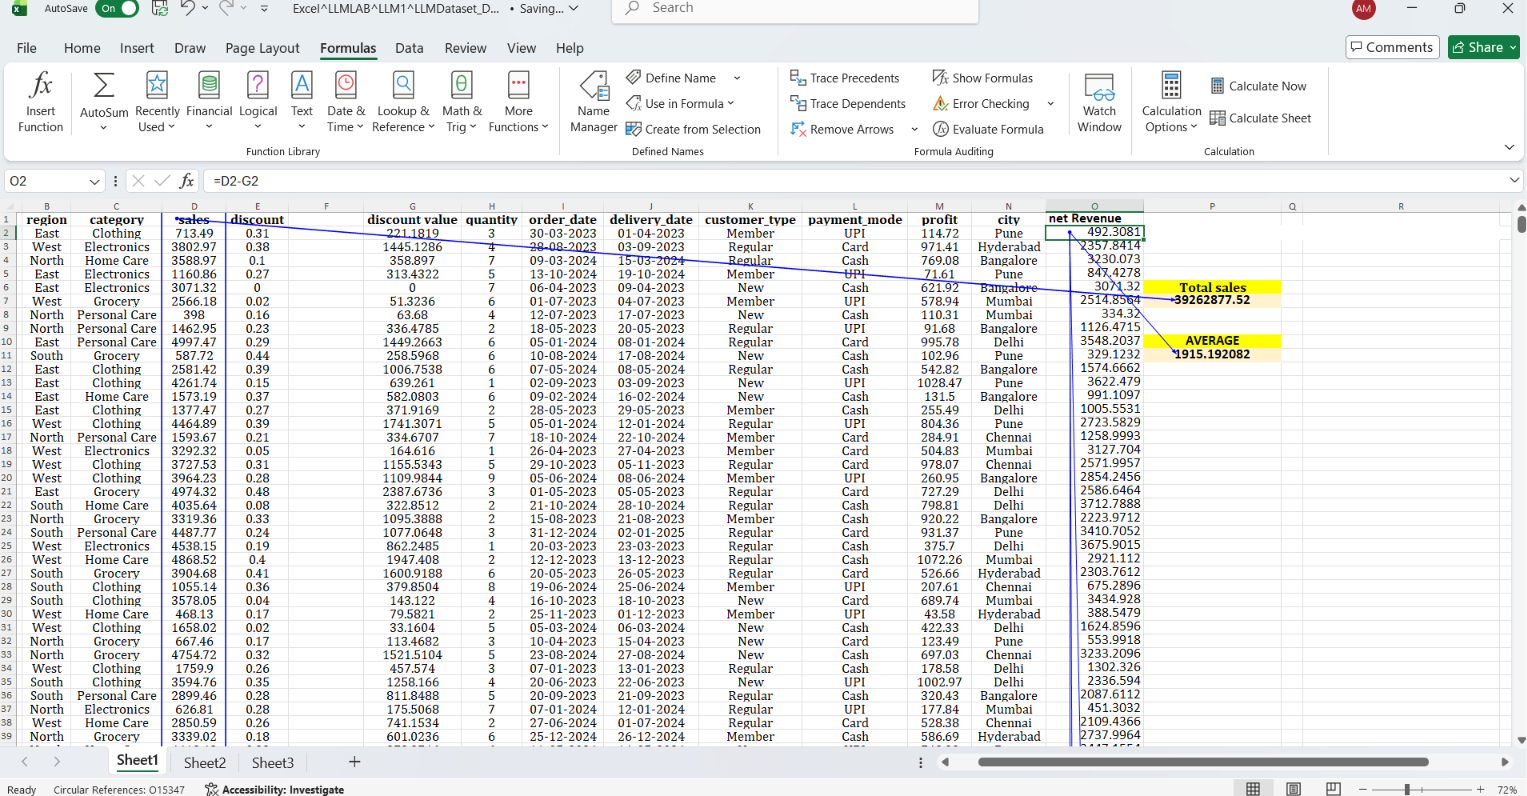 AutoSave On Excel^LLMLAB^LLM1^LLMDataset_D... • Saving... Search AM
File Home Insert Draw Page Layout Formulas Data Review View Help Comments Share
Insert Function AutoSum Recently Used Financial Logical Text Date & Time Lookup & Reference Math & Trig More Functions
Function Library
Name Manager Define Name Use in Formula Create from Selection
Defined Names
Trace Precedents Trace Dependents Remove Arrows Show Formulas Error Checking Evaluate Formula
Formula Auditing
Watch Window
Calculation Options Calculate Now Calculate Sheet
Calculation
O2 fx =D2-G2
B C D E F G H I J K L M N O P Q R
1 region category sales discount discount value quantity order_date delivery_date customer_type payment_mode profit city net Revenue
2 East Clothing 713.49 0.31 221.1819 3 30-03-2023 01-04-2023 Member UPI 114.72 Pune 492.3081
3 West Electronics 3802.97 0.38 1445.1286 4 28-08-2023 03-09-2023 Regular Card 971.41 Hyderabad 2357.8414
4 North Home Care 3588.97 0.1 358.897 7 09-03-2024 15-03-2024 Regular Cash 769.08 Bangalore 3230.073
5 East Electronics 1160.86 0.27 313.4322 5 13-10-2024 19-10-2024 Member UPI 71.61 Pune 847.4278
6 East Electronics 3071.32 0 0 7 06-04-2023 09-04-2023 New Cash 621.92 Bangalore 3071.32 Total sales
7 West Grocery 2566.18 0.02 51.3236 6 01-07-2023 04-07-2023 Member UPI 578.94 Mumbai 2514.8564 39262877.52
8 North Personal Care 398 0.16 63.68 4 12-07-2023 17-07-2023 New Cash 110.31 Mumbai 334.32
9 North Personal Care 1462.95 0.23 336.4785 2 18-05-2023 20-05-2023 Regular UPI 91.68 Bangalore 1126.4715
10 East Personal Care 4997.47 0.29 1449.2663 6 05-01-2024 08-01-2024 Regular Card 995.78 Delhi 3548.2037 AVERAGE
11 South Grocery 587.72 0.44 258.5968 6 10-08-2024 17-08-2024 New Cash 102.96 Pune 329.1232 1915.192082
12 East Clothing 2581.42 0.39 1006.7538 6 07-05-2024 08-05-2024 Regular Cash 542.82 Bangalore 1574.6662
13 East Clothing 4261.74 0.15 639.261 1 02-09-2023 03-09-2023 New UPI 1028.47 Pune 3622.479
14 East Home Care 1573.19 0.37 582.0803 6 09-02-2024 16-02-2024 New Cash 131.5 Bangalore 991.1097
15 East Clothing 1377.47 0.27 371.9169 2 28-05-2023 29-05-2023 Member Cash 255.49 Delhi 1005.5531
16 West Clothing 4464.89 0.39 1741.3071 5 05-01-2024 12-01-2024 Regular UPI 804.36 Pune 2723.5829
17 North Personal Care 1593.67 0.21 334.6707 7 18-10-2024 22-10-2024 Member Card 284.91 Chennai 1258.9993
18 West Electronics 3292.32 0.05 164.616 1 26-04-2023 27-04-2023 Member Card 504.83 Mumbai 3127.704
19 West Clothing 3727.53 0.31 1155.5343 5 29-10-2023 05-11-2023 Regular Card 978.07 Chennai 2571.9957
20 West Clothing 3964.23 0.28 1109.9844 9 05-06-2024 08-06-2024 Member UPI 260.95 Bangalore 2854.2456
21 East Grocery 4974.32 0.48 2387.6736 3 01-05-2023 05-05-2023 Regular Card 727.29 Delhi 2586.6464
22 South Home Care 4035.64 0.08 322.8512 2 21-10-2024 28-10-2024 Regular Cash 798.81 Delhi 3712.7888
23 North Grocery 3319.36 0.33 1095.3888 2 15-08-2023 21-08-2023 Member Cash 920.22 Bangalore 2223.9712
24 South Personal Care 4487.77 0.24 1077.0648 3 31-12-2024 02-01-2025 Regular Card 931.37 Pune 3410.7052
25 West Electronics 4538.15 0.19 862.2485 1 20-03-2023 23-03-2023 Regular Cash 375.7 Delhi 3675.9015
26 West Home Care 4868.52 0.4 1947.408 2 12-12-2023 13-12-2023 Regular Cash 1072.26 Mumbai 2921.112
27 South Grocery 3904.68 0.41 1600.9188 6 20-05-2023 26-05-2023 Regular Card 526.66 Hyderabad 2303.7612
28 South Clothing 1055.14 0.36 379.8504 8 19-06-2024 25-06-2024 Member UPI 207.61 Chennai 675.2896
29 South Clothing 3578.05 0.04 143.122 4 16-10-2023 18-10-2023 New Card 689.74 Mumbai 3434.928
30 West Home Care 468.13 0.17 79.5821 2 25-11-2023 01-12-2023 Member UPI 43.58 Hyderabad 388.5479
31 West Clothing 1658.02 0.02 33.1604 5 05-03-2023 06-03-2023 New Cash 422.33 Delhi 1624.8596
32 North Grocery 667.46 0.17 113.4682 3 10-04-2023 15-04-2023 New Card 123.49 Pune 553.9918
33 North Grocery 4754.72 0.32 1521.5104 5 23-08-2024 27-08-2024 New Cash 697.03 Chennai 3233.2096
34 West Clothing 1759.9 0.26 457.574 3 07-01-2023 13-01-2023 Regular Cash 178.58 Delhi 1302.326
35 South Clothing 3594.76 0.35 1258.166 4 20-06-2023 22-06-2023 New UPI 1002.97 Delhi 2336.594
36 South Personal Care 2899.46 0.28 811.8488 5 20-09-2023 21-09-2023 Regular Cash 320.43 Bangalore 2087.6112
37 North Electronics 626.81 0.28 175.5068 7 07-01-2024 12-01-2024 Regular UPI 177.84 Mumbai 451.3032
38 West Home Care 2850.59 0.26 741.1534 2 27-06-2024 01-07-2024 Regular Card 528.38 Chennai 2109.4366
39 North Grocery 3339.02 0.18 601.0236 6 25-12-2024 26-12-2024 Member Cash 586.69 Hyderabad 2737.9964
Sheet1 Sheet2 Sheet3
Ready Circular References: O15347 Accessibility: Investigate 72%